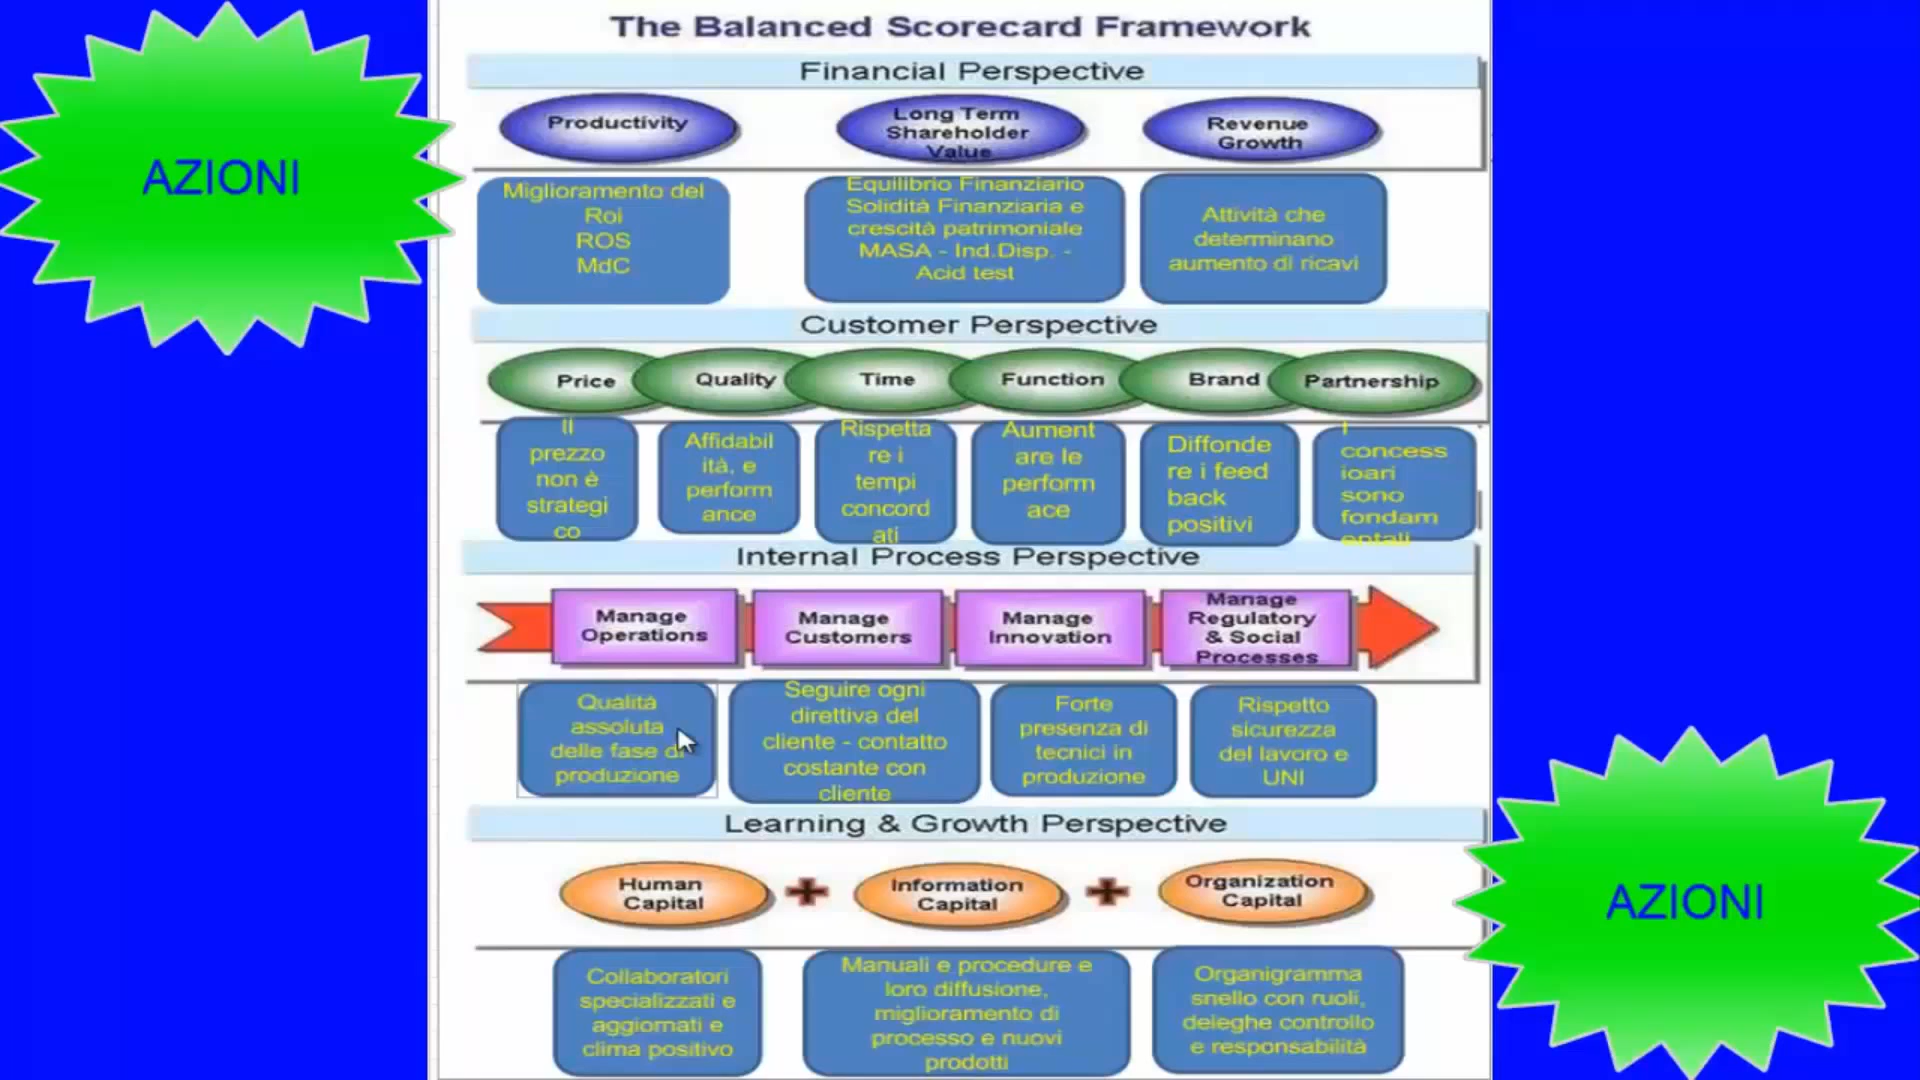 The Balanced Scorecard Framework
Financial Perspective
AZIONI
Productivity
Long Term
Shareholder
Value
Revenue
Growth
Miglioramento del
Roi
ROS
MdC
Equilibrio Finanziario
Solidità Finanziaria e
crescità patrimoniale
MASA - Ind.Disp. -
Acid test
Attività che
determinano
aumento di ricavi
Customer Perspective
Price
Quality
Time
Function
Brand
Partnership
Il
prezzo
non è
strategi
co
Affidabil
ità, e
perform
ance
Rispetta
re i
tempi
concord
ati
Aument
are le
perform
ace
Diffonde
re i feed
back
positivi
I
concess
ioari
sono
fondam
entali
Internal Process Perspective
Manage
Operations
Manage
Customers
Manage
Innovation
Manage
Regulatory
& Social
Processes
Qualità
assoluta
delle fase di
produzione
Seguire ogni
direttiva del
cliente - contatto
costante con
cliente
Forte
presenza di
tecnici in
produzione
Rispetto
sicurezza
del lavoro e
UNI
Learning & Growth Perspective
Human
Capital
Information
Capital
Organization
Capital
AZIONI
Collaboratori
specializzati e
aggiornati e
clima positivo
Manuali e procedure e
loro diffusione,
miglioramento di
processo e nuovi
prodotti
Organigramma
snello con ruoli,
deleghe controllo
e responsabilità